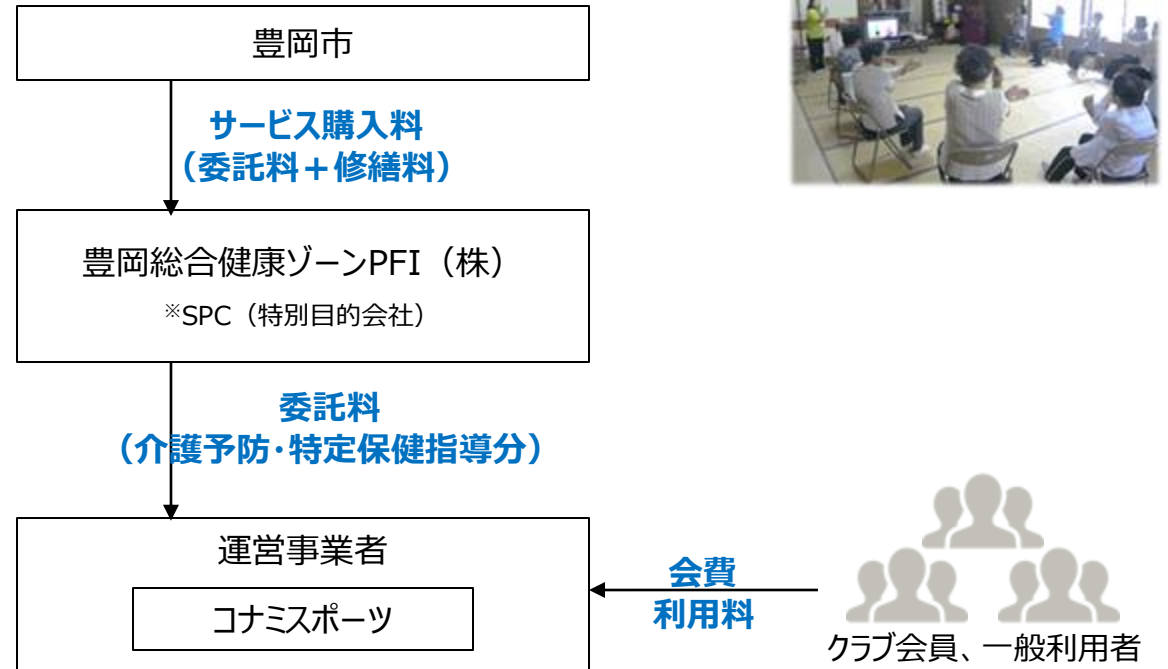 豊岡市
サービス購入料
（委託料＋修繕料）
豊岡総合健康ゾーンPFI（株）
※SPC（特別目的会社）
委託料
（介護予防・特定保健指導分）
運営事業者
コナミスポーツ
会費
利用料
クラブ会員、一般利用者